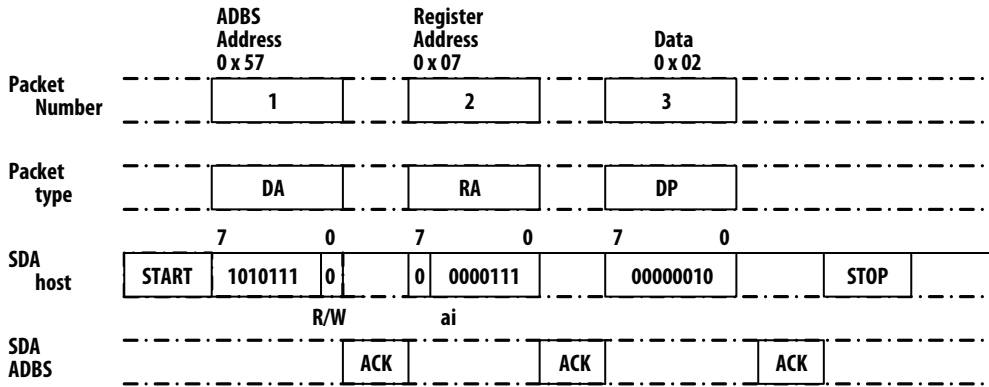 ADBS
Address
0 x 57
Register
Address
0 x 07
Data
0 x 02
Packet
Number
1
2
3
Packet
type
DA
RA
DP
7 0 7 0 7 0
SDA
host
START 1010111 0 0 0000111 00000010 STOP
R/W ai
SDA
ADBS
ACK ACK ACK